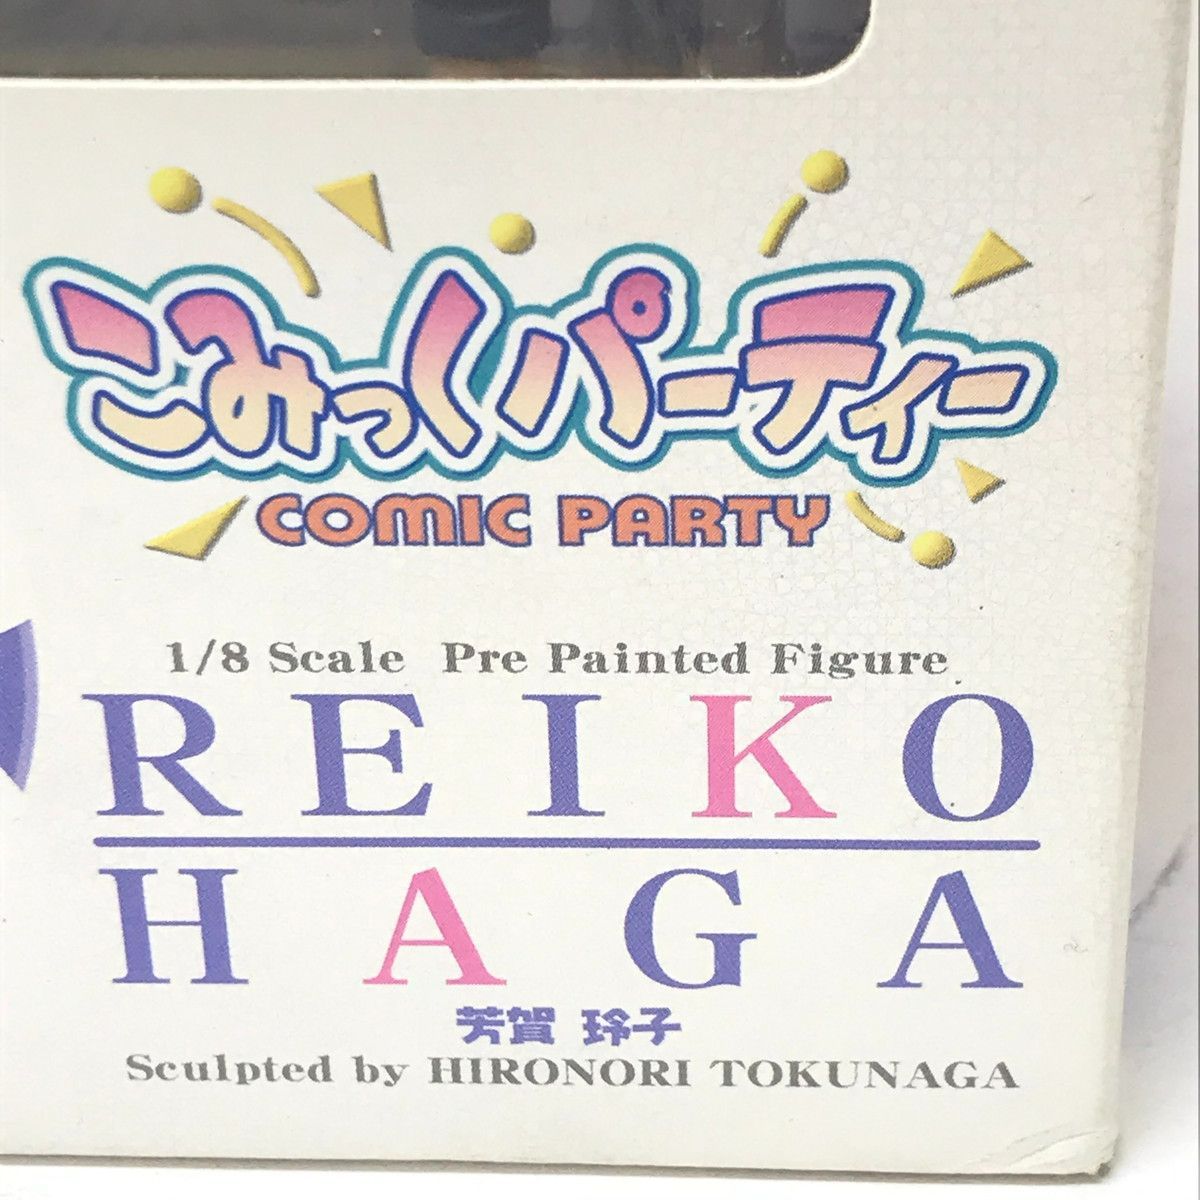 こみっくパーティー
COMIC PARTY
1/8 Scale Pre Painted Figure
REIKO
HAGA
芳賀 玲子
Sculpted by HIRONORI TOKUNAGA